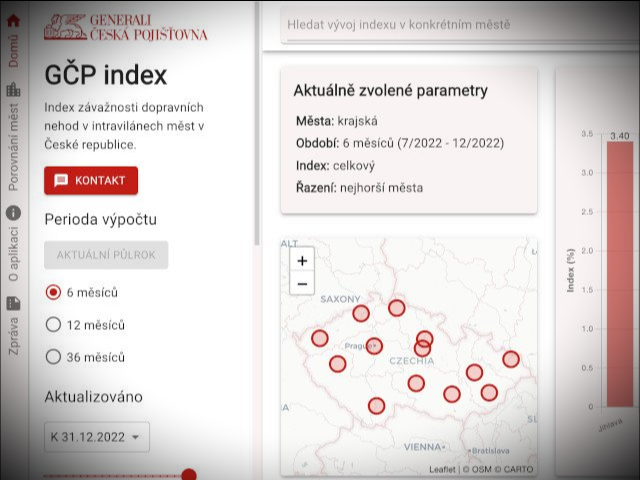 Domů
Porovnání měst
O aplikaci
Zpráva
GENERALI
ČESKÁ POJIŠŤOVNA
GČP index
Index závažnosti dopravních
nehod v intravilánech měst v
České republice.
KONTAKT
Perioda výpočtu
AKTUÁLNÍ PŮLROK
6 měsíců
12 měsíců
36 měsíců
Aktualizováno
K 31.12.2022
Hledat vývoj indexu v konkrétním městě
Aktuálně zvolené parametry
Města: krajská
Období: 6 měsíců (7/2022 - 12/2022)
Index: celkový
Řazení: nejhorší města
ALT
+
−
SAXONY
Prague
CZECHIA
VIENNA
Bratislava
Leaflet | © OSM © CARTO
3.40
3.5
3.0
2.5
2.0
1.5
1.0
0.5
0
Index (%)
Jihlava